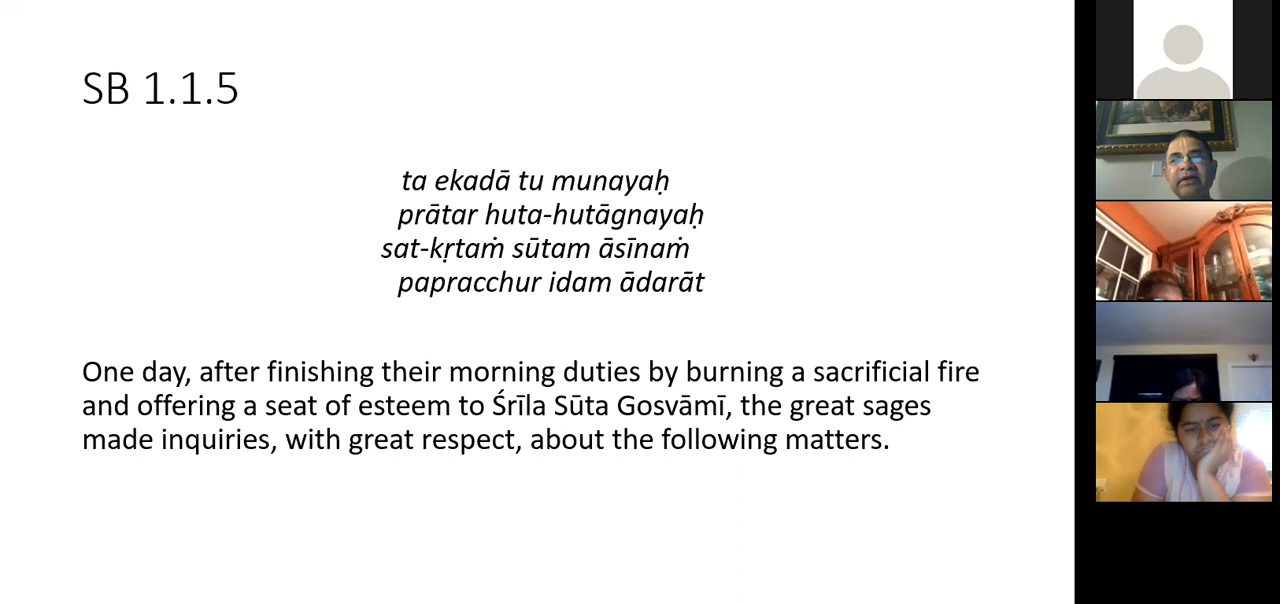 SB 1.1.5
ta ekadā tu munayaḥ
prātar huta-hutāgnayaḥ
sat-kṛtaṁ sūtam āsīnaṁ
papracchur idam ādarāt
One day, after finishing their morning duties by burning a sacrificial fire
and offering a seat of esteem to Śrīla Sūta Gosvāmī, the great sages
made inquiries, with great respect, about the following matters.